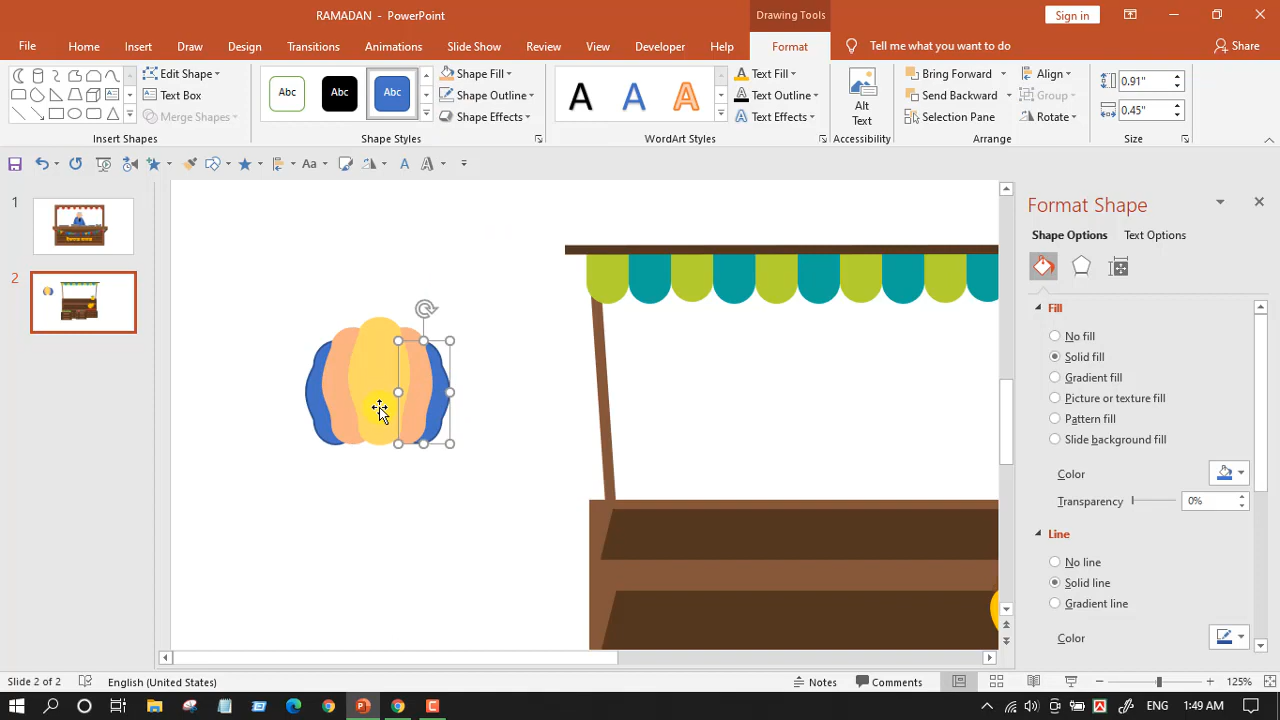 RAMADAN - PowerPoint
Drawing Tools
Sign in
File
Home
Insert
Draw
Design
Transitions
Animations
Slide Show
Review
View
Developer
Help
Format
Tell me what you want to do
Share
Edit Shape
Text Box
Merge Shapes
Insert Shapes
Abc
Abc
Abc
Shape Fill
Shape Outline
Shape Effects
Shape Styles
A
A
A
Text Fill
Text Outline
Text Effects
WordArt Styles
Alt
Text
Accessibility
Bring Forward
Send Backward
Selection Pane
Align
Group
Rotate
Arrange
0.91"
0.45"
Size
Aa
A
A
1
2
Format Shape
Shape Options
Text Options
Fill
No fill
Solid fill
Gradient fill
Picture or texture fill
Pattern fill
Slide background fill
Color
Transparency
0%
Line
No line
Solid line
Gradient line
Color
Slide 2 of 2
English (United States)
Notes
Comments
125%
ENG
1:49 AM